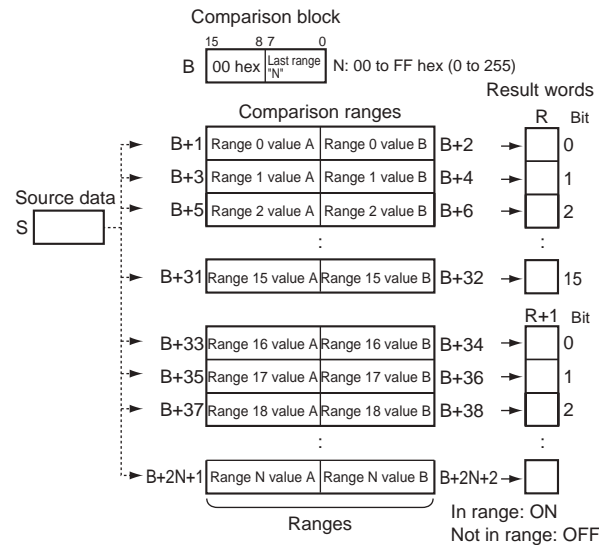 Comparison block
15 8 7 0
B 00 hex Last range "N" N: 00 to FF hex (0 to 255)
Result words
Comparison ranges R Bit
B+1 Range 0 value A Range 0 value B B+2 0
B+3 Range 1 value A Range 1 value B B+4 1
Source data
B+5 Range 2 value A Range 2 value B B+6 2
S
: :
B+31 Range 15 value A Range 15 value B B+32 15
R+1 Bit
B+33 Range 16 value A Range 16 value B B+34 0
B+35 Range 17 value A Range 17 value B B+36 1
B+37 Range 18 value A Range 18 value B B+38 2
: :
B+2N+1 Range N value A Range N value B B+2N+2
Ranges
In range: ON
Not in range: OFF